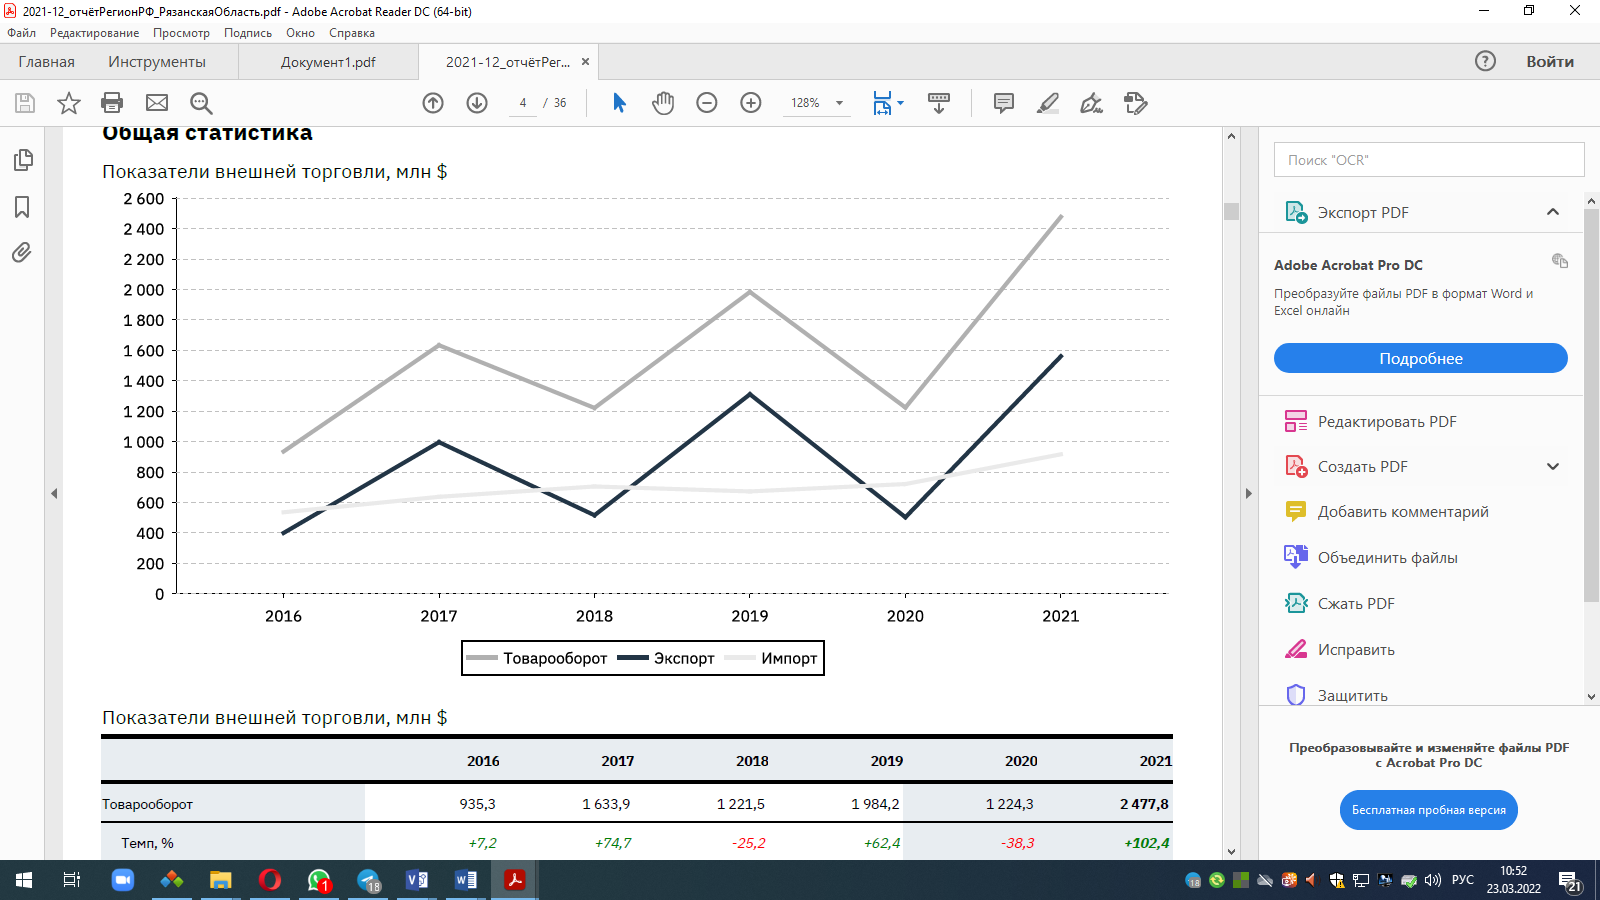 2021-12_отчётРегионРФ_РязанскаяОбласть.pdf - Adobe Acrobat Reader DC (64-bit)
Файл Редактирование Просмотр Подпись Окно Справка
Главная Инструменты Документ1.pdf 2021-12_отчётРег... × Войти
4 / 36 128%
Общая статистика
Показатели внешней торговли, млн $
2 600
2 400
2 200
2 000
1 800
1 600
1 400
1 200
1 000
800
600
400
200
0
2016 2017 2018 2019 2020 2021
Товарооборот Экспорт Импорт
Показатели внешней торговли, млн $
2016 2017 2018 2019 2020 2021
Товарооборот 935,3 1 633,9 1 221,5 1 984,2 1 224,3 2 477,8
Темп, % +7,2 +74,7 -25,2 +62,4 -38,3 +102,4
Поиск "OCR"
Экспорт PDF
Adobe Acrobat Pro DC
Преобразуйте файлы PDF в формат Word и
Excel онлайн
Подробнее
Редактировать PDF
Создать PDF
Добавить комментарий
Объединить файлы
Сжать PDF
Исправить
Защитить
Преобразовывайте и изменяйте файлы PDF
с Acrobat Pro DC
Бесплатная пробная версия
1 18 18 РУС 10:52
23.03.2022 21